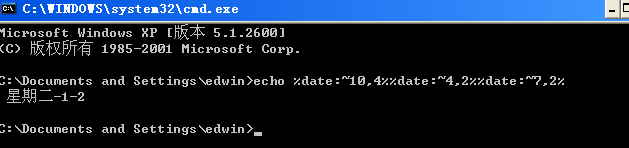 C:\WINDOWS\system32\cmd.exe
Microsoft Windows XP [版本 5.1.2600]
(C) 版权所有 1985-2001 Microsoft Corp.
C:\Documents and Settings\edwin>echo %date:~10,4%%date:~4,2%%date:~7,2%
星期二-1-2
C:\Documents and Settings\edwin>_